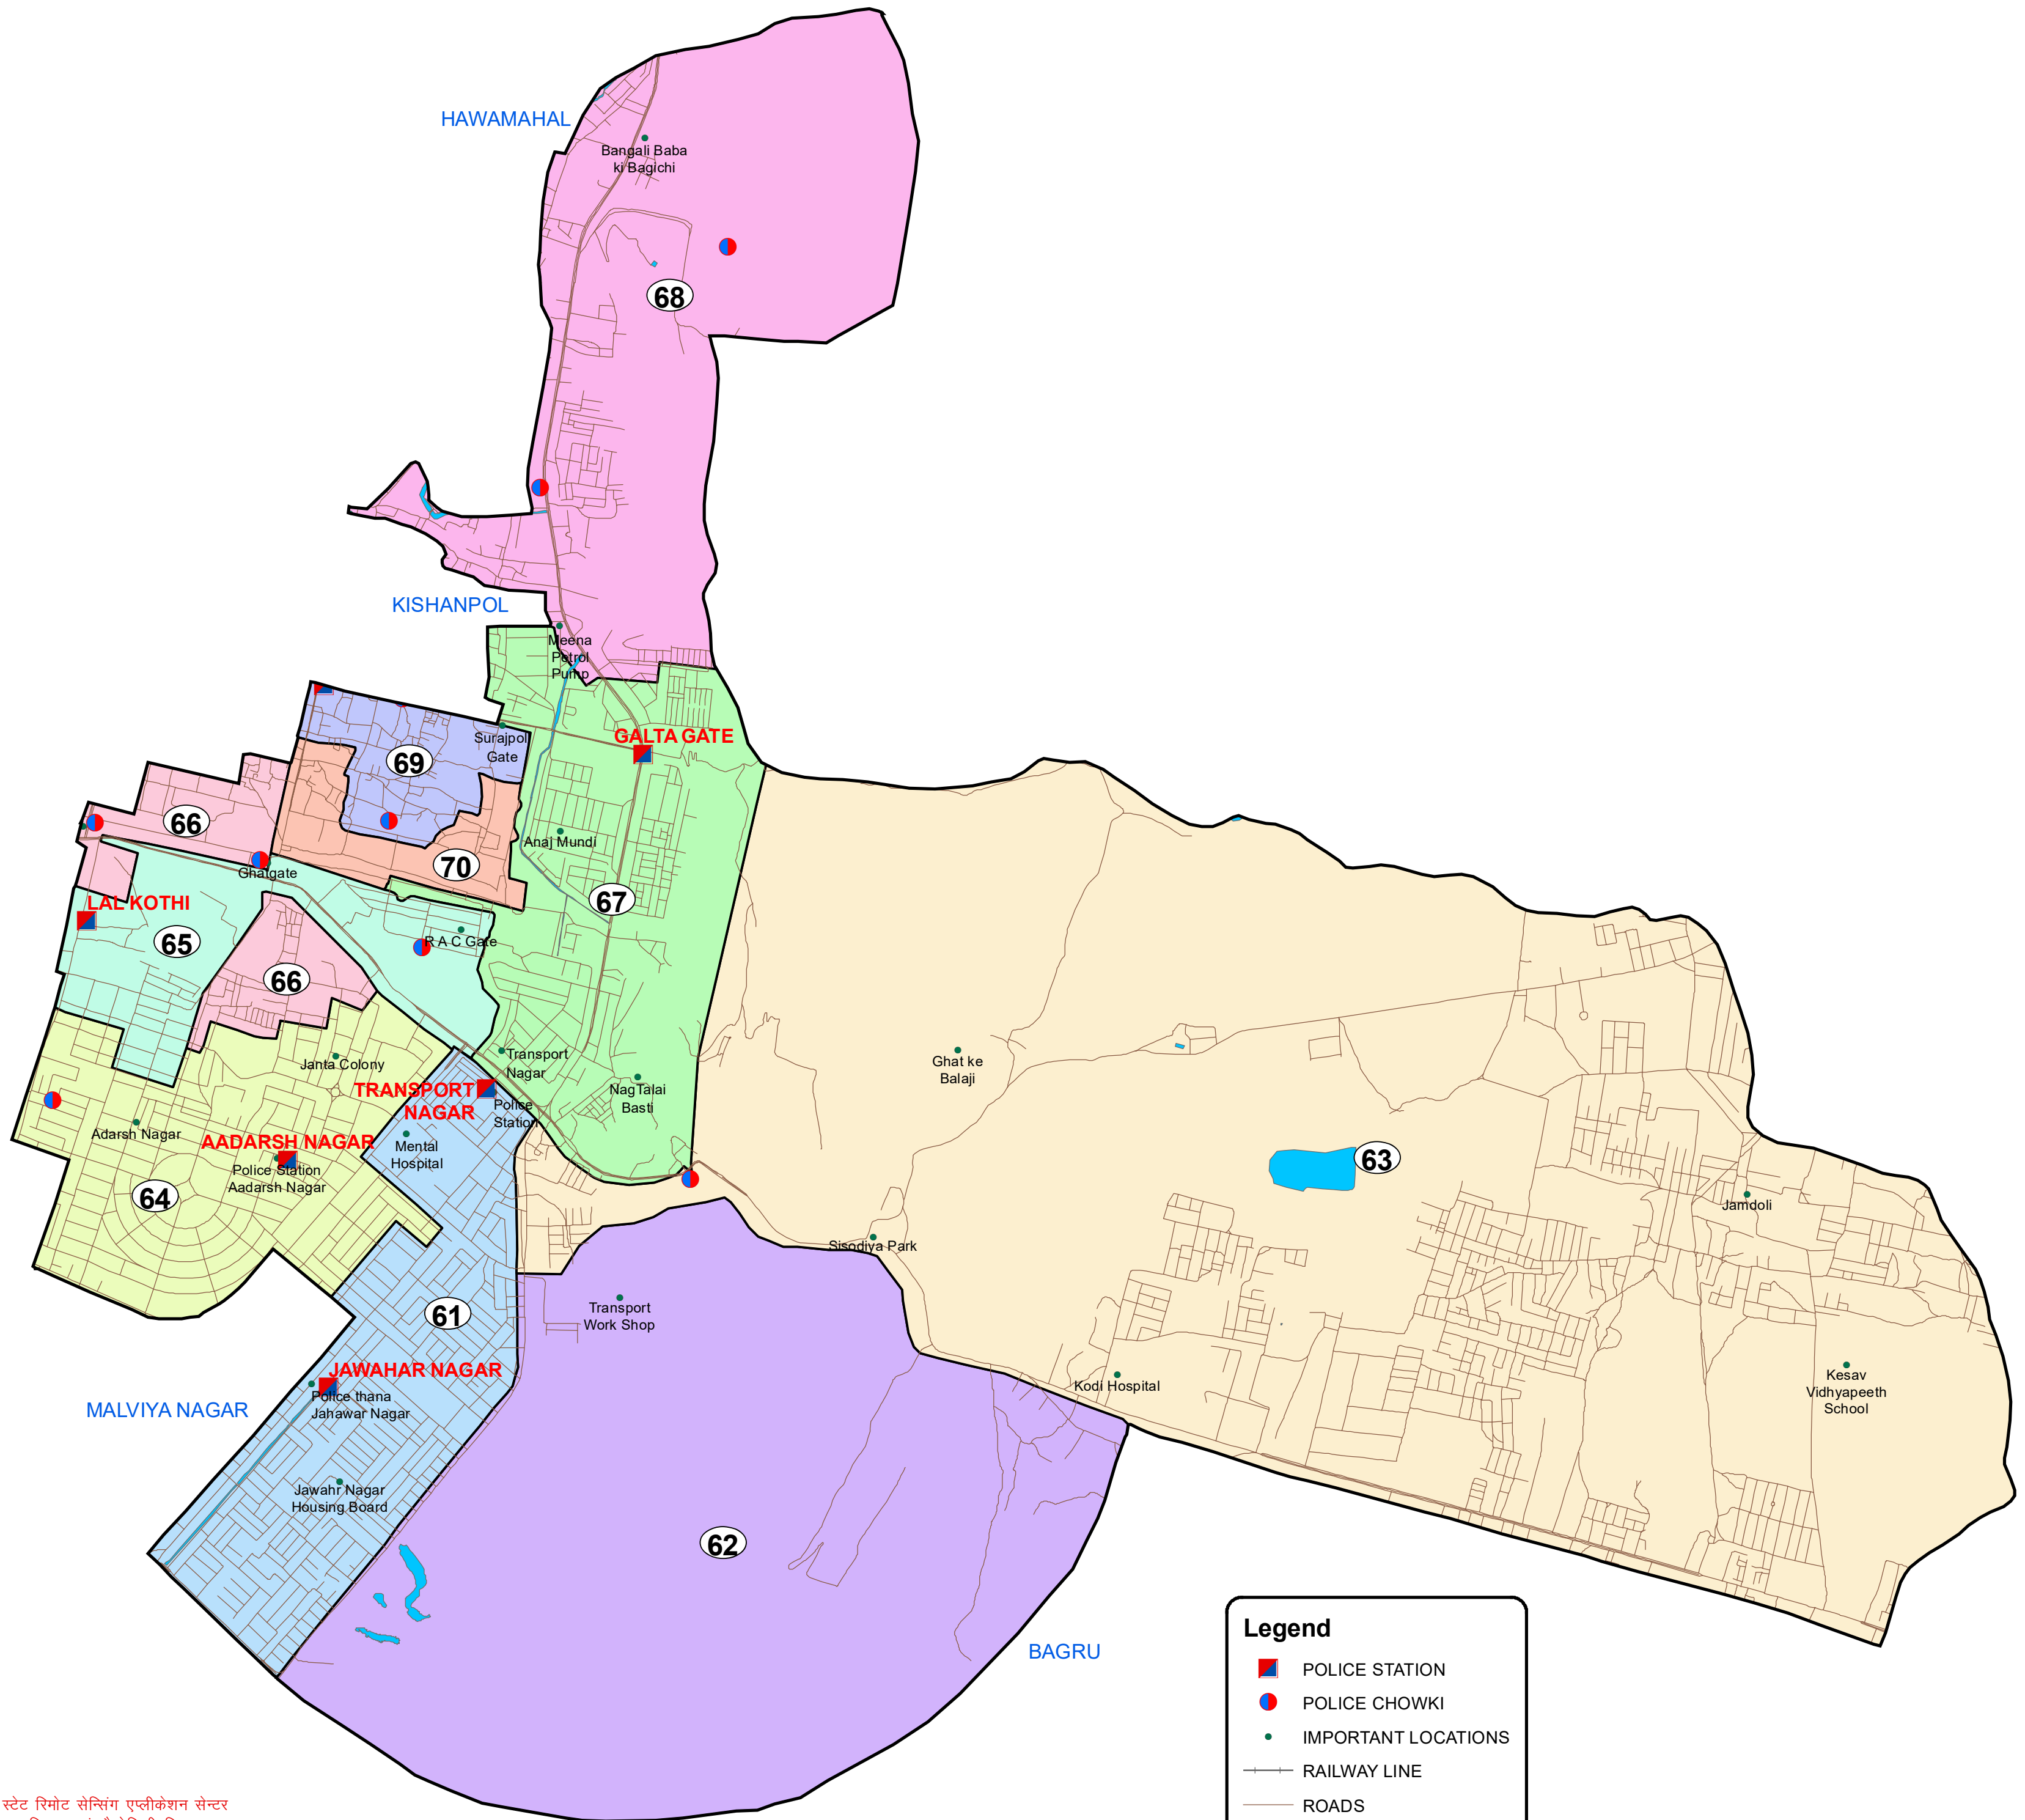 HAWAMAHAL
Bangali Baba
ki Bagichi
68
KISHANPOL
Meena
Petrol
Pump
GALTA GATE
Surajpol
Gate
69
66
Anaj Mundi
70
Ghatgate
67
LAL KOTHI
65
R A C Gate
66
Transport
Nagar
Janta Colony
Ghat ke
Balaji
TRANSPORT
NAGAR
NagTalai
Basti
Police
Station
Adarsh Nagar
AADARSH NAGAR
Mental
Hospital
Police Station
Aadarsh Nagar
63
64
Jamdoli
Sisodiya Park
61
Transport
Work Shop
JAWAHAR NAGAR
Kodi Hospital
Kesav
Vidhyapeeth
School
Police thana
Jahawar Nagar
MALVIYA NAGAR
Jawahr Nagar
Housing Board
62
BAGRU
Legend
POLICE STATION
POLICE CHOWKI
IMPORTANT LOCATIONS
RAILWAY LINE
ROADS
स्टेट रिमोट सेन्सिंग एप्लीकेशन सेन्टर